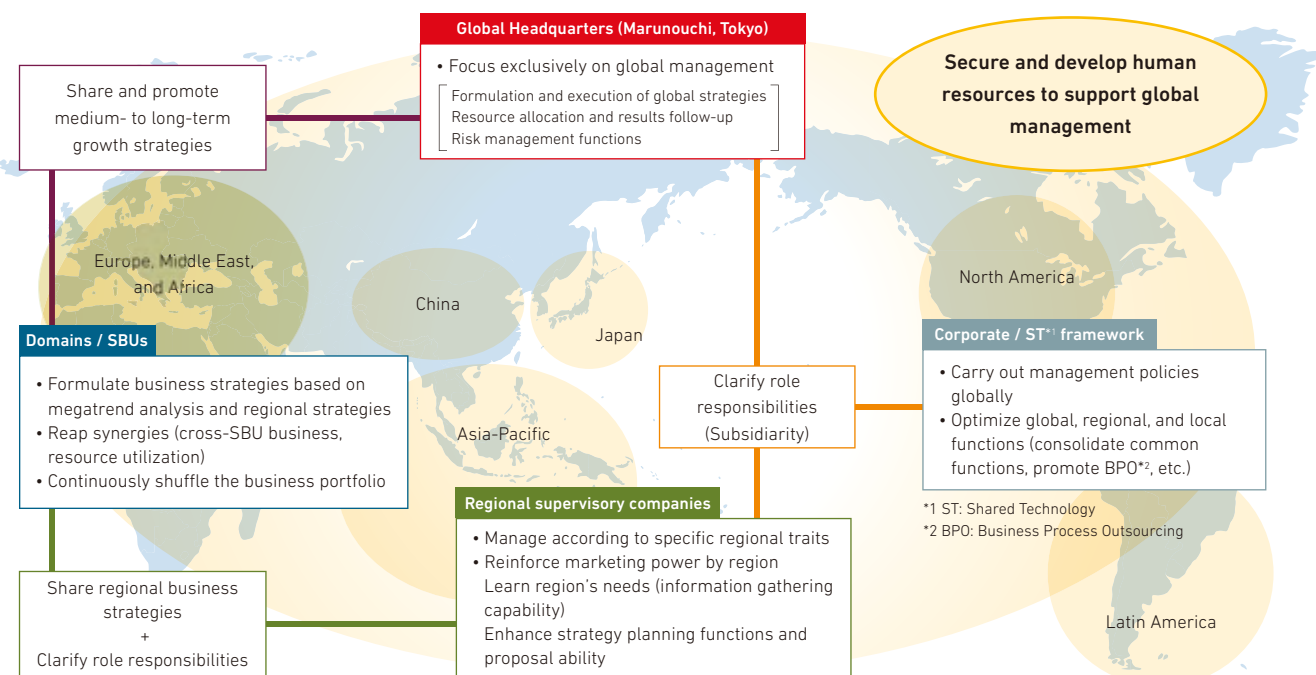 Global Headquarters (Marunouchi, Tokyo)
• Focus exclusively on global management
Formulation and execution of global strategies
Resource allocation and results follow-up
Risk management functions
Share and promote
medium- to long-term
growth strategies
Secure and develop human
resources to support global
management
Europe, Middle East,
and Africa
China
Japan
North America
Asia-Pacific
Latin America
Domains / SBUs
• Formulate business strategies based on
megatrend analysis and regional strategies
• Reap synergies (cross-SBU business,
resource utilization)
• Continuously shuffle the business portfolio
Clarify role
responsibilities
(Subsidiarity)
Corporate / ST*1 framework
• Carry out management policies
globally
• Optimize global, regional, and local
functions (consolidate common
functions, promote BPO*2, etc.)
*1 ST: Shared Technology
*2 BPO: Business Process Outsourcing
Regional supervisory companies
• Manage according to specific regional traits
• Reinforce marketing power by region
Learn region's needs (information gathering
capability)
Enhance strategy planning functions and
proposal ability
Share regional business
strategies
+
Clarify role responsibilities